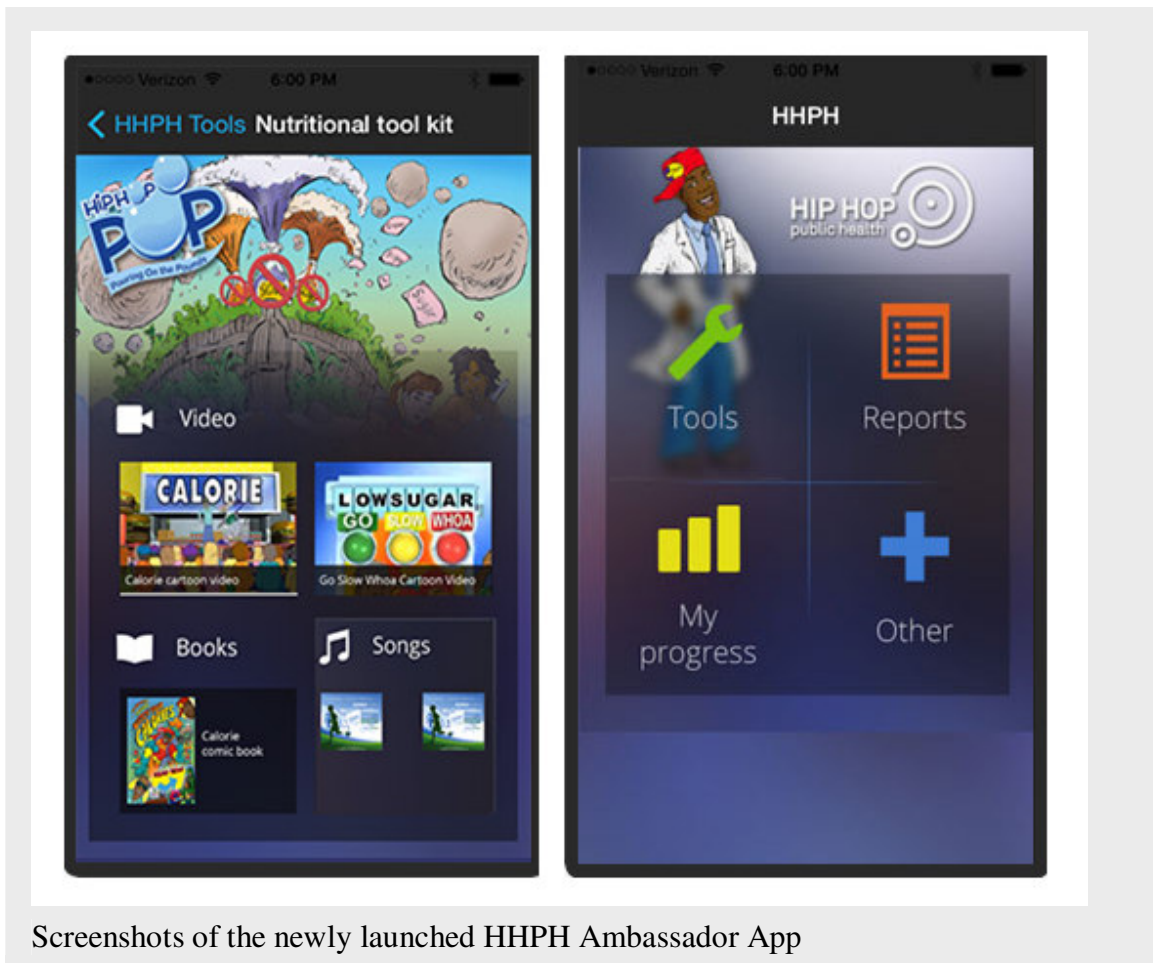 Verizon 6:00 PM
HHPH Tools Nutritional tool kit
HIPHOP
POP
Pouring On the Pounds
Video
CALORIE
Calorie cartoon video
LOWSUGAR
GO SLOW WHOA
Go Slow Whoa Cartoon Video
Books
Songs
Calorie
comic book
Verizon 6:00 PM
HHPH
HIP HOP
public health
Tools
Reports
My
progress
Other
Screenshots of the newly launched HHPH Ambassador App